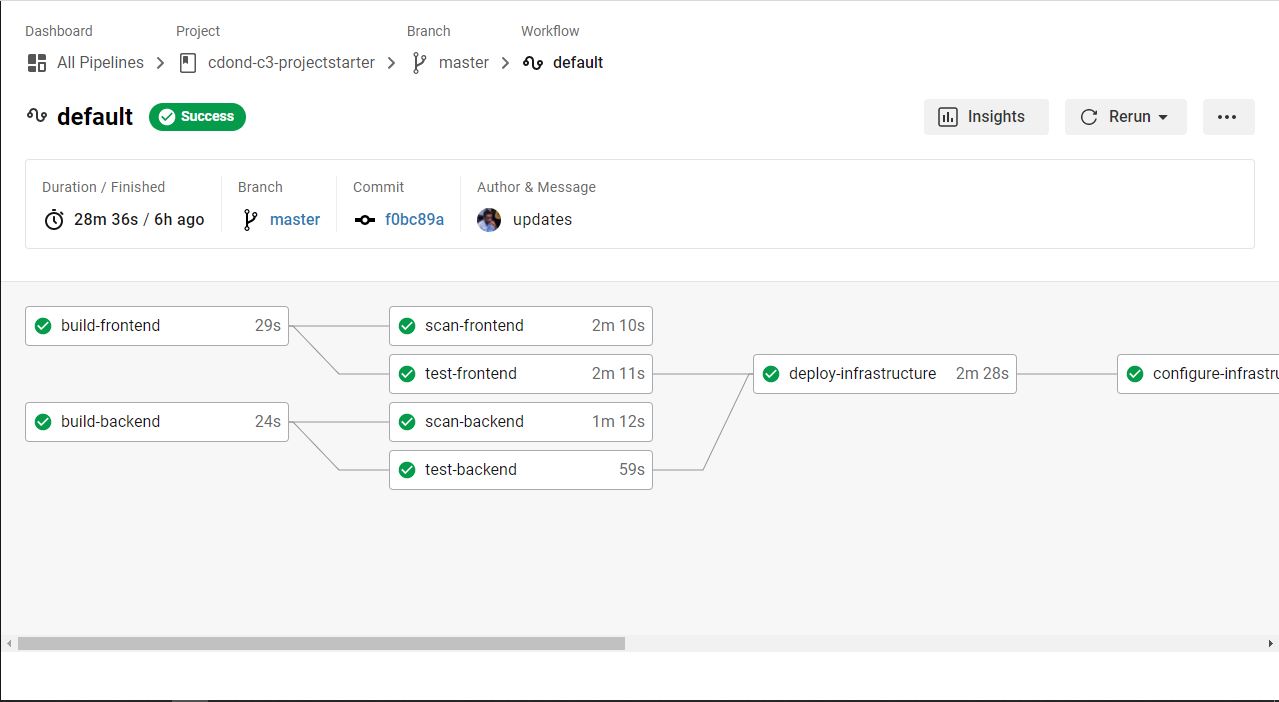 Dashboard Project Branch Workflow
All Pipelines cdond-c3-projectstarter master default
default Success Insights Rerun
Duration / Finished Branch Commit Author & Message
28m 36s / 6h ago master f0bc89a updates
build-frontend 29s scan-frontend 2m 10s
test-frontend 2m 11s deploy-infrastructure 2m 28s configure-infrastru
build-backend 24s scan-backend 1m 12s
test-backend 59s